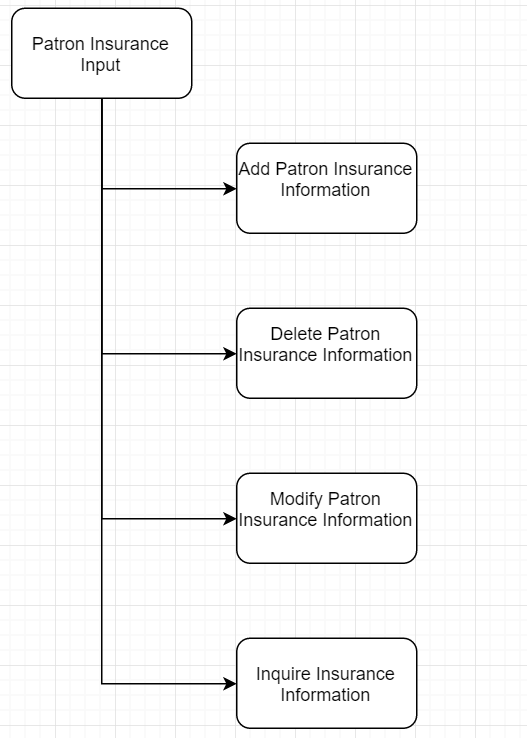 Patron Insurance
Input
Add Patron Insurance
Information
Delete Patron
Insurance Information
Modify Patron
Insurance Information
Inquire Insurance
Information